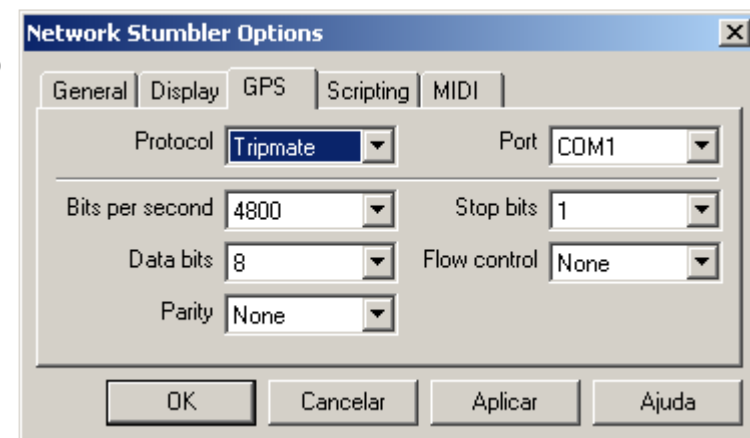 Network Stumbler Options
General Display GPS Scripting MIDI
Protocol Tripmate Port COM1
Bits per second 4800 Stop bits 1
Data bits 8 Flow control None
Parity None
OK Cancelar Aplicar Ajuda